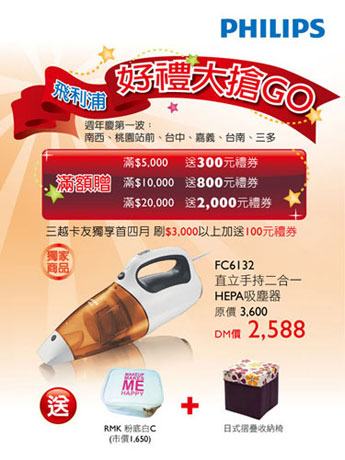 PHILIPS
飛利浦 好禮大搶GO
週年慶第一波：
南西、桃園站前、台中、嘉義、台南、三多
滿額贈
滿$5,000 送300元禮券
滿$10,000 送800元禮券
滿$20,000 送2,000元禮券
三越卡友獨享首四月 刷$3,000以上加送100元禮券
獨家
商品
FC6132
直立手持二合一
HEPA吸塵器
原價 3,600
DM價 2,588
送
MAKEUP
MAKES
ME
HAPPY
+
RMK 粉底白C
(市價1,650)
日式摺疊收納椅